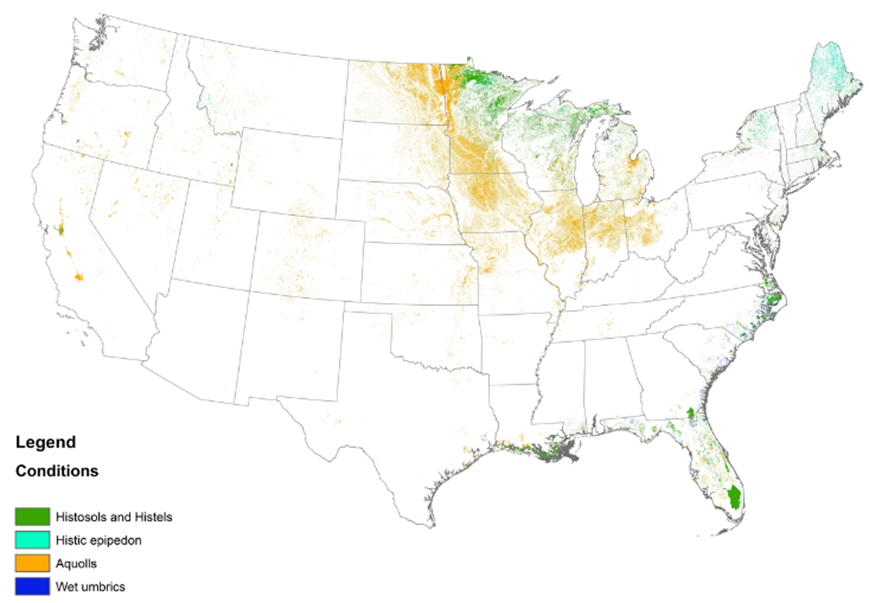 Legend
Conditions
Histosols and Histels
Histic epipedon
Aquolls
Wet umbrics